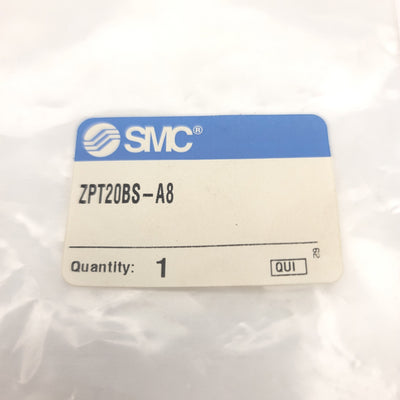 SMC®
ZPT20BS-A8
Quantity: 1
QUI